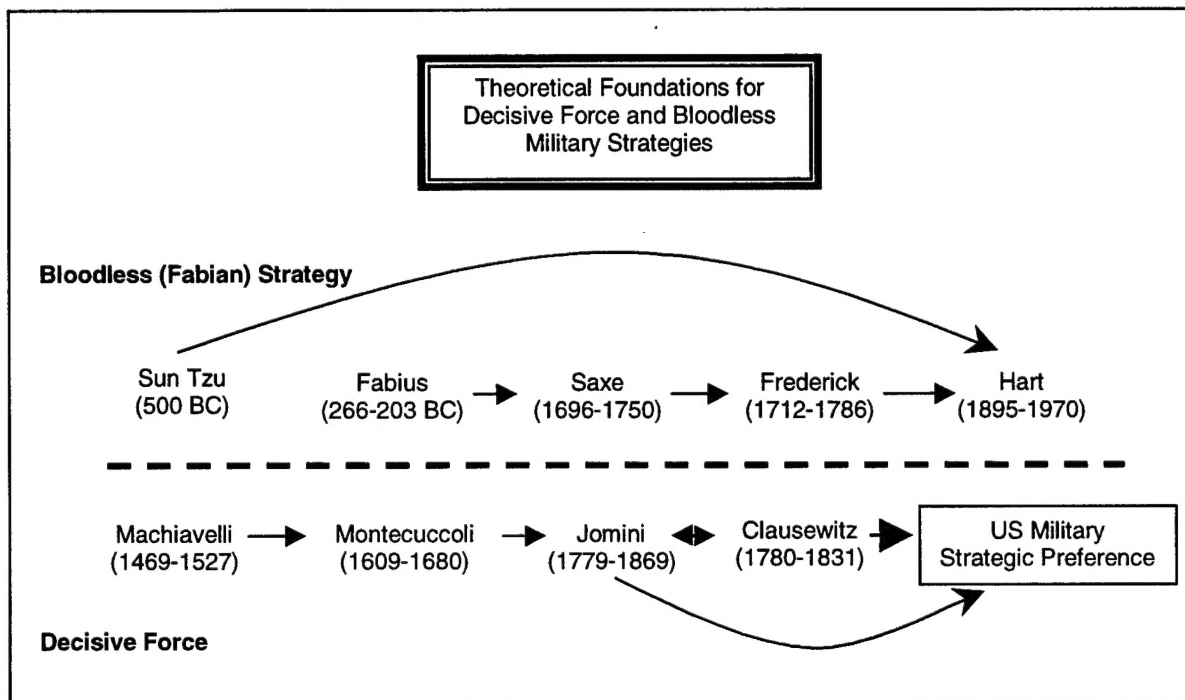 Theoretical Foundations for
Decisive Force and Bloodless
Military Strategies
Bloodless (Fabian) Strategy
Sun Tzu
(500 BC)
Fabius
(266-203 BC)
Saxe
(1696-1750)
Frederick
(1712-1786)
Hart
(1895-1970)
Machiavelli
(1469-1527)
Montecuccoli
(1609-1680)
Jomini
(1779-1869)
Clausewitz
(1780-1831)
US Military
Strategic Preference
Decisive Force